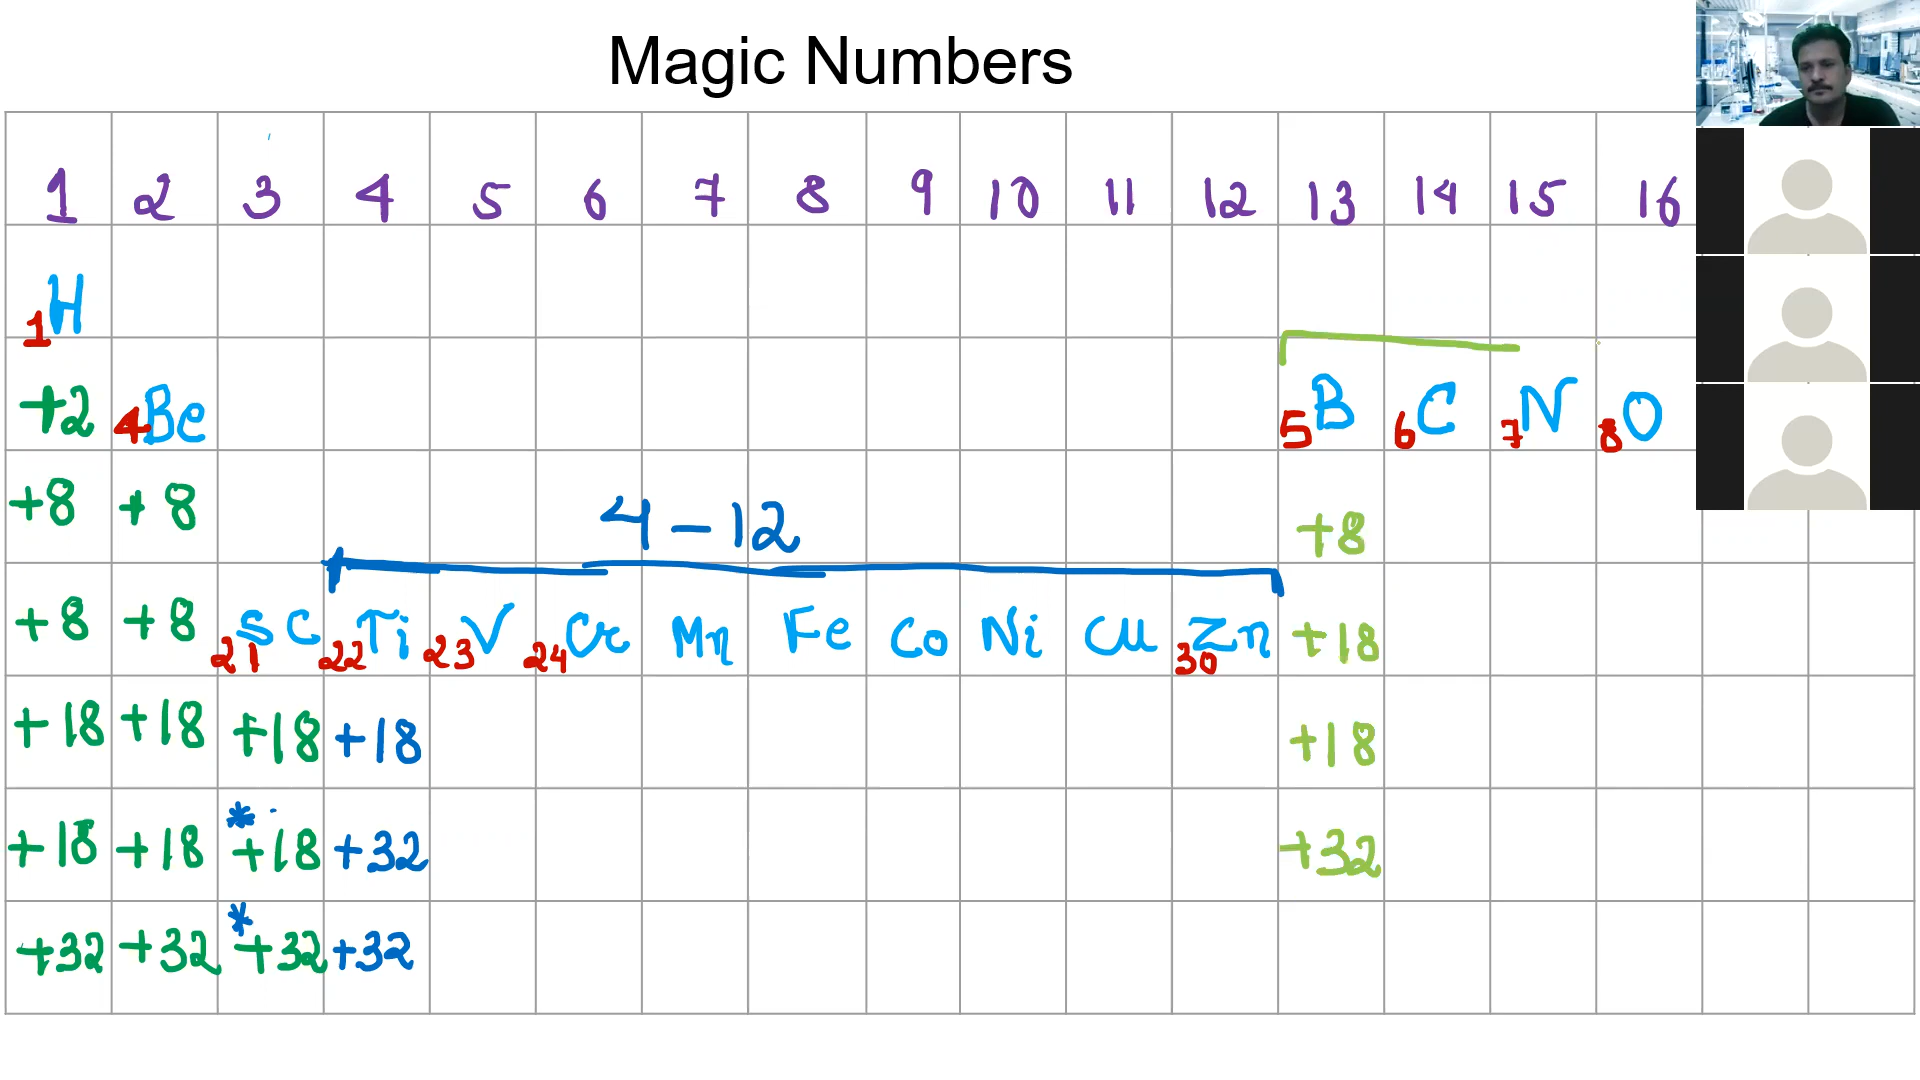 Magic Numbers
1 2 3 4 5 6 7 8 9 10 11 12 13 14 15 16
1H
+2 4Be 5B 6C 7N 8O
+8 +8 4-12 +8
+8 +8 21SC 22Ti 23V 24Cr Mn Fe Co Ni Cu 30Zn +18
+18 +18 +18 +18 +18
+18 +18 *+18 +32 +32
+32 +32 *+32 +32